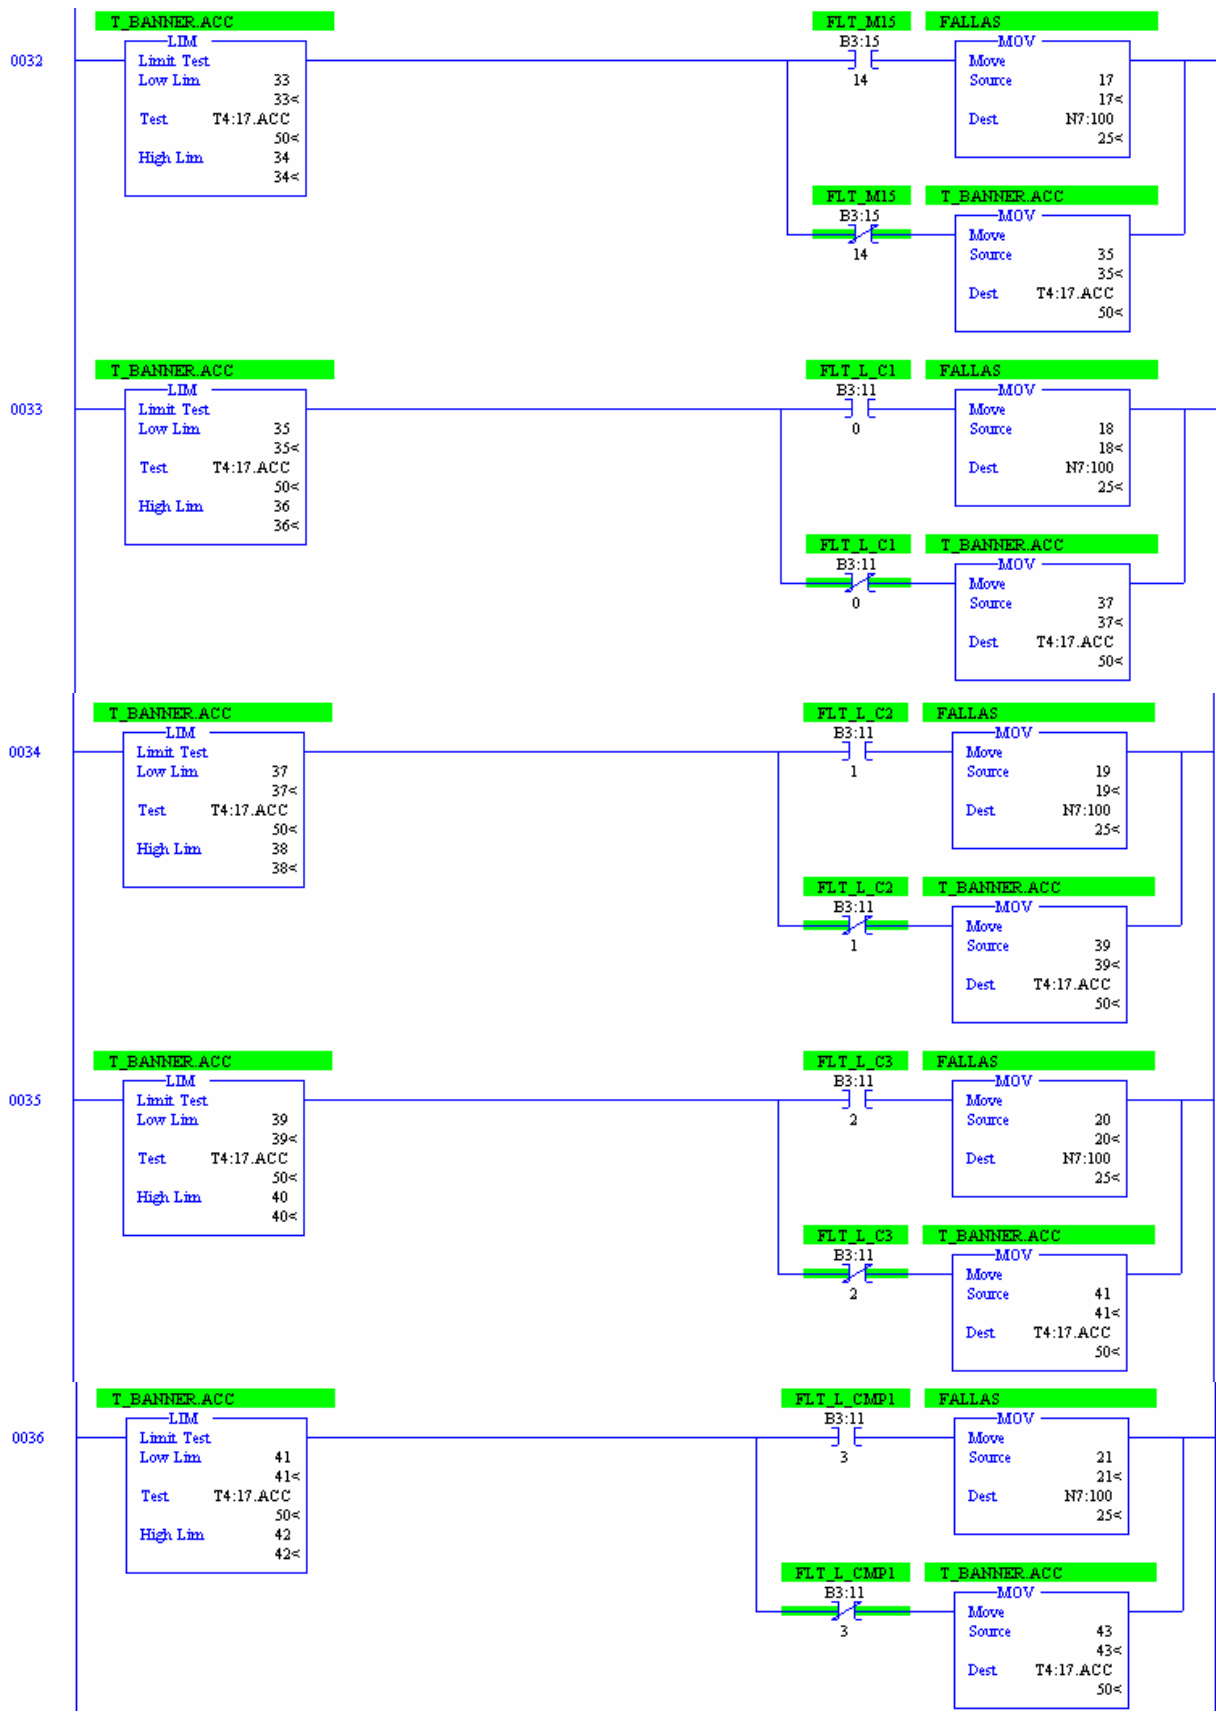 T_BANNER.ACC FLT_M15 FALLAS
LIM B3:15 MOV
0032 Limit Test Move
Low Lim 33 14 Source 17
33< 17<
Test T4:17.ACC Dest N7:100
50< 25<
High Lim 34
34<
FLT_M15 T_BANNER.ACC
B3:15 MOV
Move
14 Source 35
35<
Dest T4:17.ACC
50<
T_BANNER.ACC FLT_L_C1 FALLAS
LIM B3:11 MOV
0033 Limit Test Move
Low Lim 35 0 Source 18
35< 18<
Test T4:17.ACC Dest N7:100
50< 25<
High Lim 36
36<
FLT_L_C1 T_BANNER.ACC
B3:11 MOV
Move
0 Source 37
37<
Dest T4:17.ACC
50<
T_BANNER.ACC FLT_L_C2 FALLAS
LIM B3:11 MOV
0034 Limit Test Move
Low Lim 37 1 Source 19
37< 19<
Test T4:17.ACC Dest N7:100
50< 25<
High Lim 38
38<
FLT_L_C2 T_BANNER.ACC
B3:11 MOV
Move
1 Source 39
39<
Dest T4:17.ACC
50<
T_BANNER.ACC FLT_L_C3 FALLAS
LIM B3:11 MOV
0035 Limit Test Move
Low Lim 39 2 Source 20
39< 20<
Test T4:17.ACC Dest N7:100
50< 25<
High Lim 40
40<
FLT_L_C3 T_BANNER.ACC
B3:11 MOV
Move
2 Source 41
41<
Dest T4:17.ACC
50<
T_BANNER.ACC FLT_L_CMP1 FALLAS
LIM B3:11 MOV
0036 Limit Test Move
Low Lim 41 3 Source 21
41< 21<
Test T4:17.ACC Dest N7:100
50< 25<
High Lim 42
42<
FLT_L_CMP1 T_BANNER.ACC
B3:11 MOV
Move
3 Source 43
43<
Dest T4:17.ACC
50<